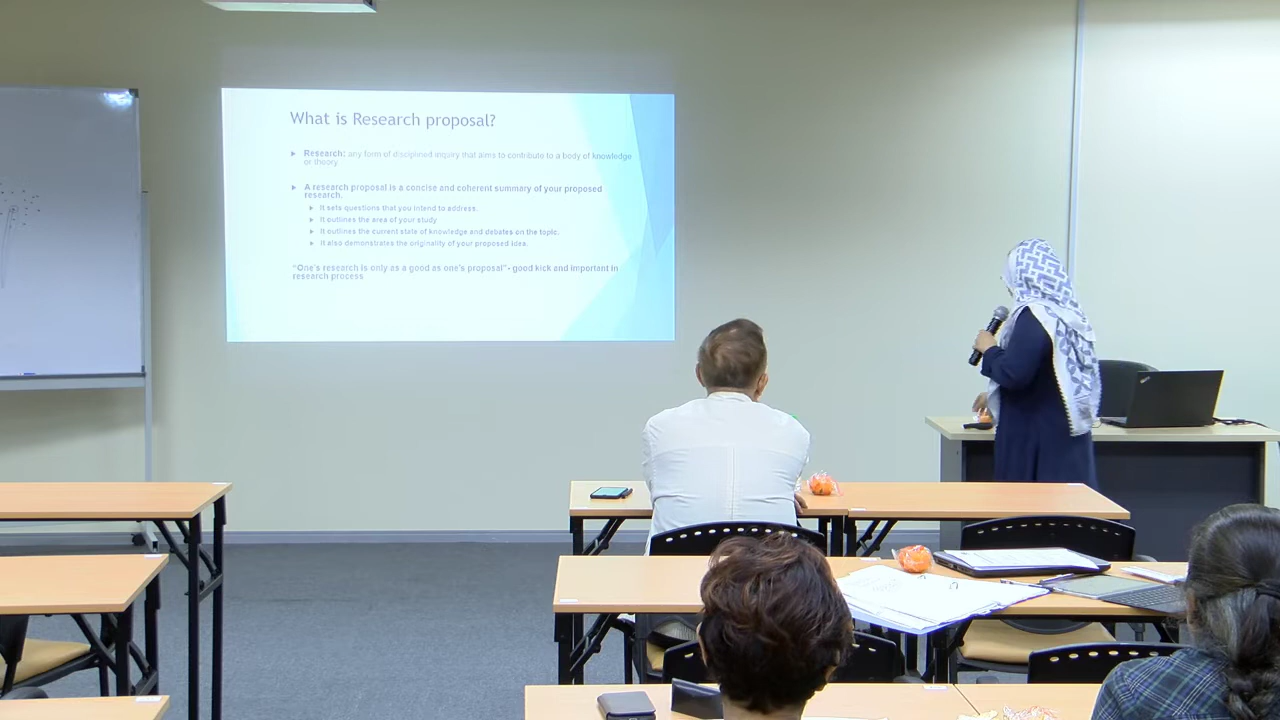 What is Research proposal?
Research: any form of disciplined inquiry that aims to contribute to a body of knowledge
or theory
A research proposal is a concise and coherent summary of your proposed
research.
It sets questions that you intend to address.
It outlines the area of your study
It outlines the current state of knowledge and debates on the topic.
It also demonstrates the originality of your proposed idea.
"One's research is only as a good as one's proposal"- good kick and important in
research process